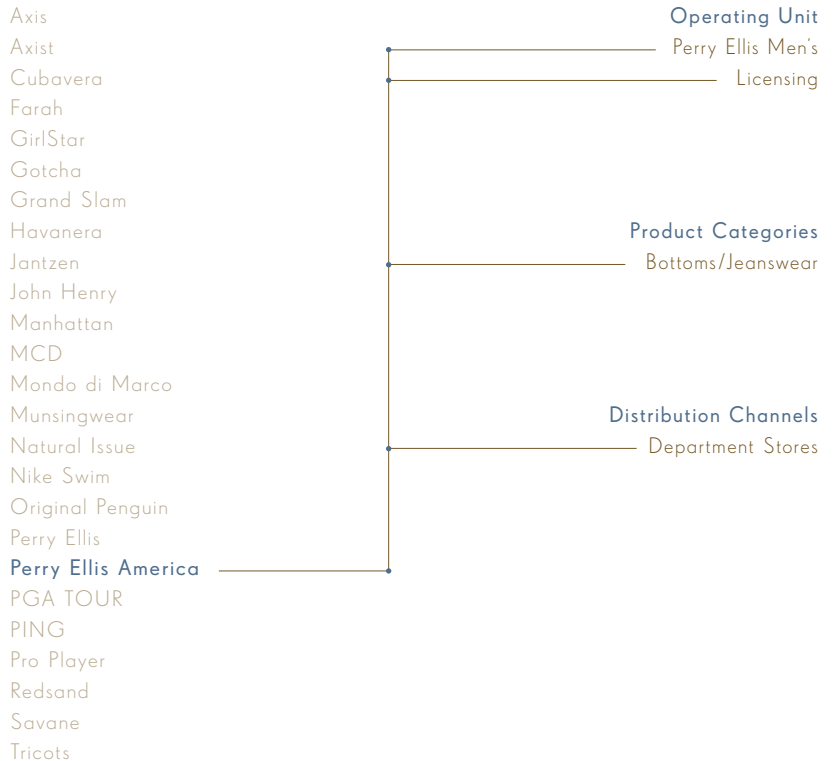 Axis
Axist
Cubavera
Farah
GirlStar
Gotcha
Grand Slam
Havanera
Jantzen
John Henry
Manhattan
MCD
Mondo di Marco
Munsingwear
Natural Issue
Nike Swim
Original Penguin
Perry Ellis
Perry Ellis America
PGA TOUR
PING
Pro Player
Redsand
Savane
Tricots
Operating Unit
Perry Ellis Men's
Licensing
Product Categories
Bottoms/Jeanswear
Distribution Channels
Department Stores